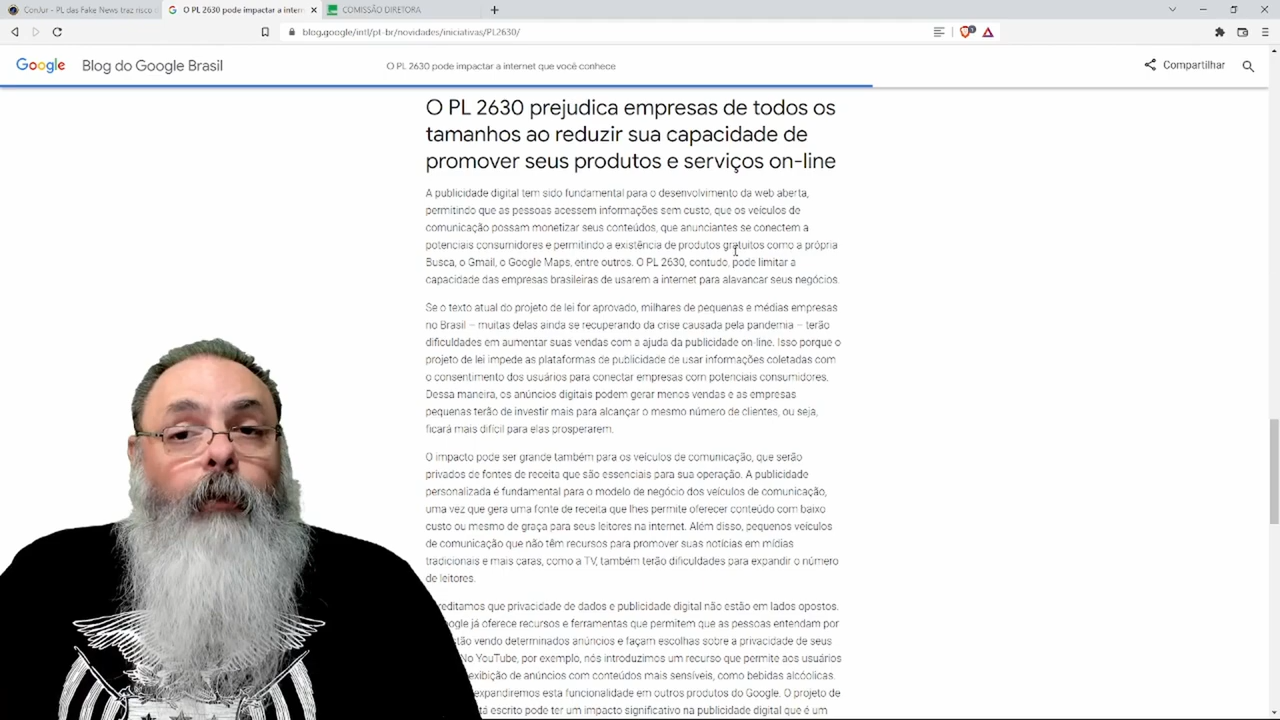 ConJur - PL das Fake News traz risco
O PL 2630 pode impactar a intern
COMISSÃO DIRETORA
blog.google/intl/pt-br/novidades/iniciativas/PL2630/
Google Blog do Google Brasil
O PL 2630 pode impactar a internet que você conhece
Compartilhar
O PL 2630 prejudica empresas de todos os
tamanhos ao reduzir sua capacidade de
promover seus produtos e serviços on-line
A publicidade digital tem sido fundamental para o desenvolvimento da web aberta,
permitindo que as pessoas acessem informações sem custo, que os veículos de
comunicação possam monetizar seus conteúdos, que anunciantes se conectem a
potenciais consumidores e permitindo a existência de produtos gratuitos como a própria
Busca, o Gmail, o Google Maps, entre outros. O PL 2630, contudo, pode limitar a
capacidade das empresas brasileiras de usarem a internet para alavancar seus negócios.
Se o texto atual do projeto de lei for aprovado, milhares de pequenas e médias empresas
no Brasil – muitas delas ainda se recuperando da crise causada pela pandemia – terão
dificuldades em aumentar suas vendas com a ajuda da publicidade on-line. Isso porque o
projeto de lei impede as plataformas de publicidade de usar informações coletadas com
o consentimento dos usuários para conectar empresas com potenciais consumidores.
Dessa maneira, os anúncios digitais podem gerar menos vendas e as empresas
pequenas terão de investir mais para alcançar o mesmo número de clientes, ou seja,
ficará mais difícil para elas prosperarem.
O impacto pode ser grande também para os veículos de comunicação, que serão
privados de fontes de receita que são essenciais para sua operação. A publicidade
personalizada é fundamental para o modelo de negócio dos veículos de comunicação,
uma vez que gera uma fonte de receita que lhes permite oferecer conteúdo com baixo
custo ou mesmo de graça para seus leitores na internet. Além disso, pequenos veículos
de comunicação que não têm recursos para promover suas notícias em mídias
tradicionais e mais caras, como a TV, também terão dificuldades para expandir o número
de leitores.
reditamos que privacidade de dados e publicidade digital não estão em lados opostos.
ogle já oferece recursos e ferramentas que permitem que as pessoas entendam por
tão vendo determinados anúncios e façam escolhas sobre a privacidade de seus
No YouTube, por exemplo, nós introduzimos um recurso que permite aos usuários
exibição de anúncios com conteúdos mais sensíveis, como bebidas alcóolicas.
expandiremos esta funcionalidade em outros produtos do Google. O projeto de
tá escrito pode ter um impacto significativo na publicidade digital que é um